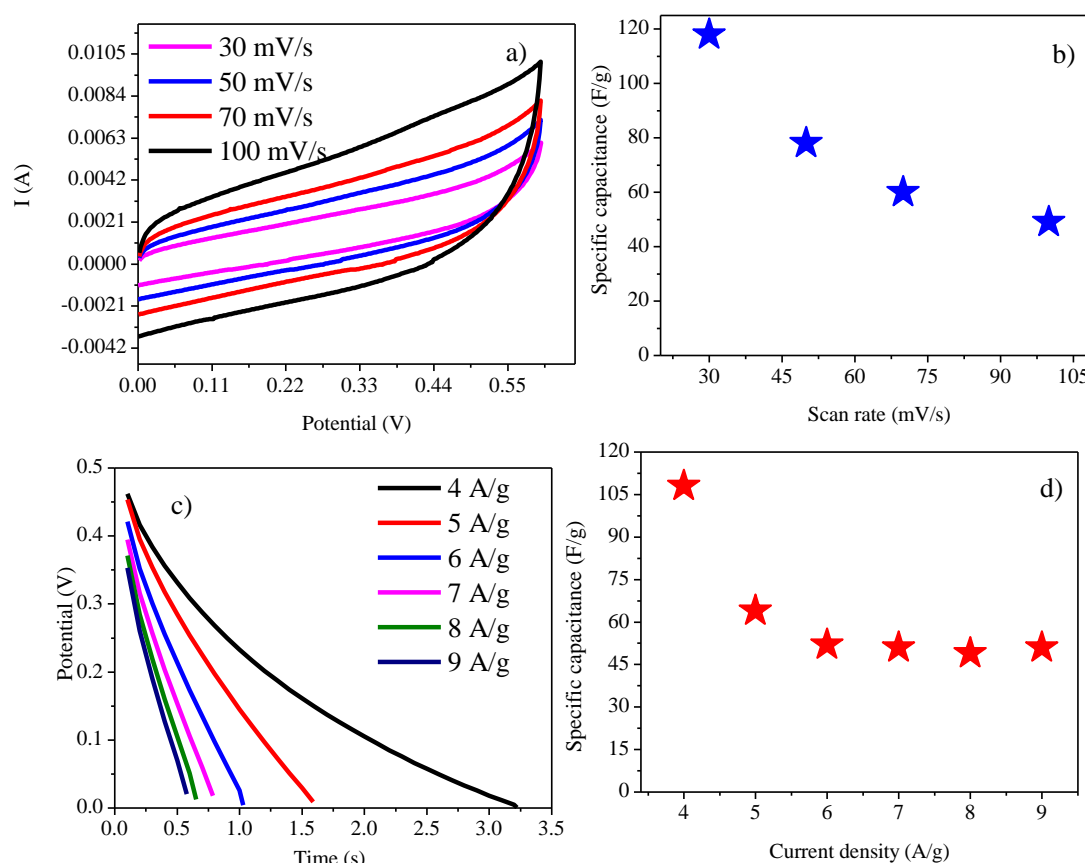 a)
30 mV/s
50 mV/s
70 mV/s
100 mV/s
I (A)
0.0105
0.0084
0.0063
0.0042
0.0021
0.0000
-0.0021
-0.0042
0.00 0.11 0.22 0.33 0.44 0.55
Potential (V)
b)
Specific capacitance (F/g)
120
100
80
60
40
20
0
30 45 60 75 90 105
Scan rate (mV/s)
c)
4 A/g
5 A/g
6 A/g
7 A/g
8 A/g
9 A/g
Potential (V)
0.5
0.4
0.3
0.2
0.1
0.0
0.0 0.5 1.0 1.5 2.0 2.5 3.0 3.5
Time (s)
d)
Specific capacitance (F/g)
120
105
90
75
60
45
30
15
0
4 5 6 7 8 9
Current density (A/g)